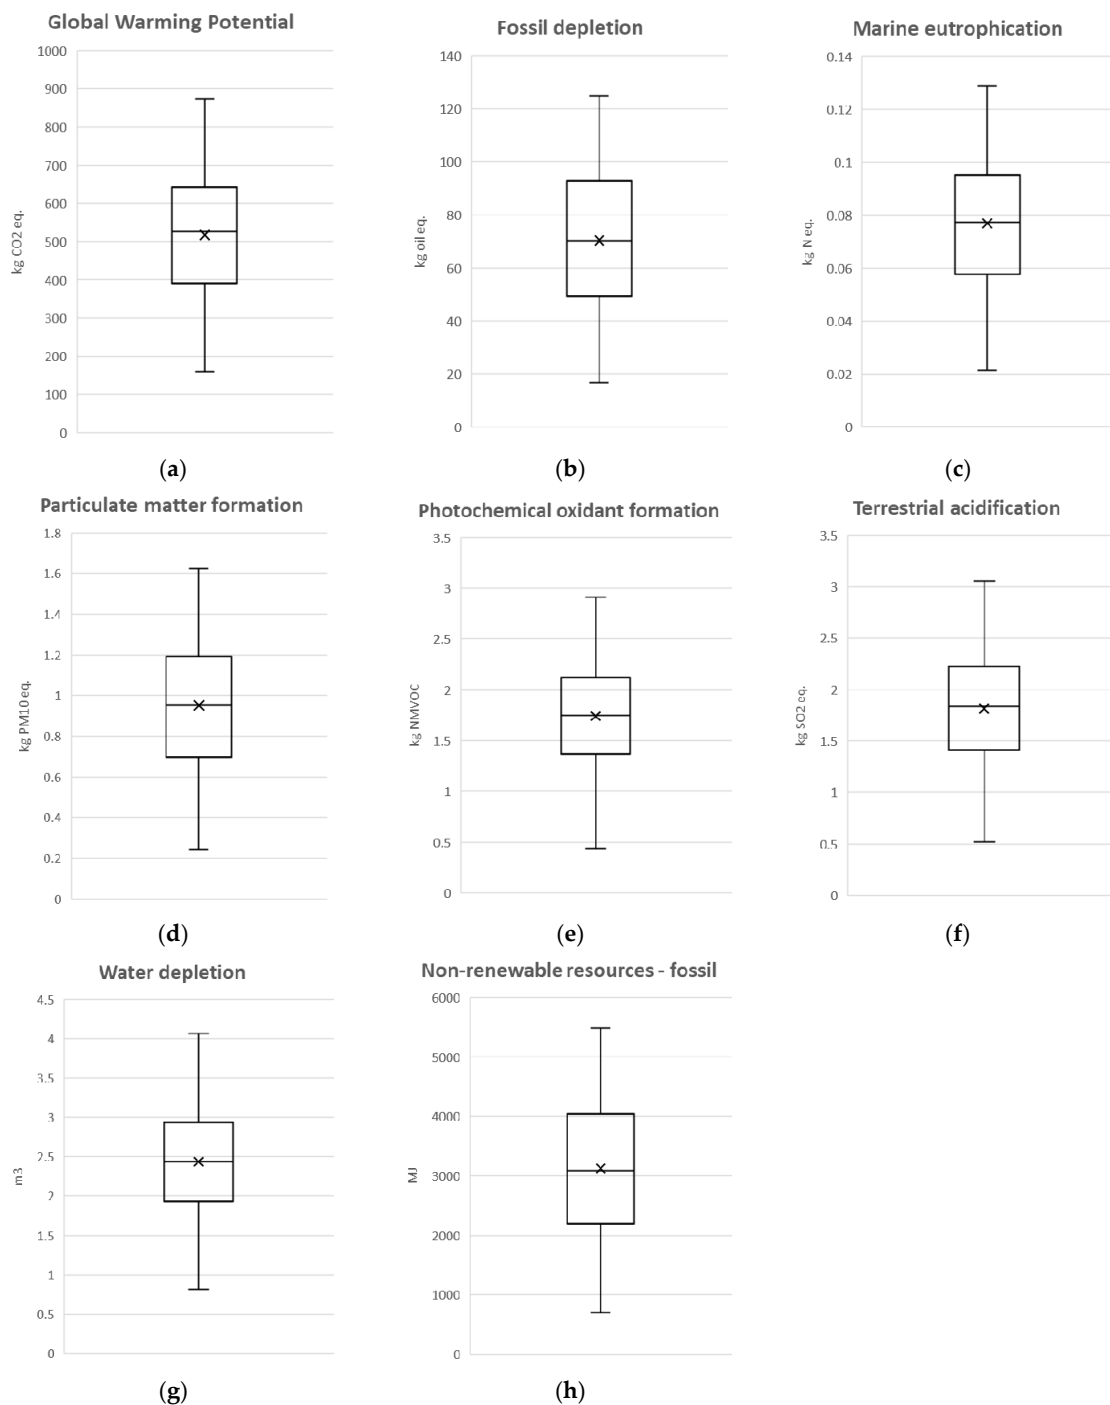 Global Warming Potential
1000
900
800
700
600
500
400
300
200
100
0
kg CO2 eq.
(a)
Fossil depletion
140
120
100
80
60
40
20
0
kg oil eq.
(b)
Marine eutrophication
0.14
0.12
0.1
0.08
0.06
0.04
0.02
0
kg N eq.
(c)
Particulate matter formation
1.8
1.6
1.4
1.2
1
0.8
0.6
0.4
0.2
0
kg PM10 eq.
(d)
Photochemical oxidant formation
3.5
3
2.5
2
1.5
1
0.5
0
kg NMVOC
(e)
Terrestrial acidification
3.5
3
2.5
2
1.5
1
0.5
0
kg SO2 eq.
(f)
Water depletion
4.5
4
3.5
3
2.5
2
1.5
1
0.5
0
m3
(g)
Non-renewable resources - fossil
6000
5000
4000
3000
2000
1000
0
MJ
(h)